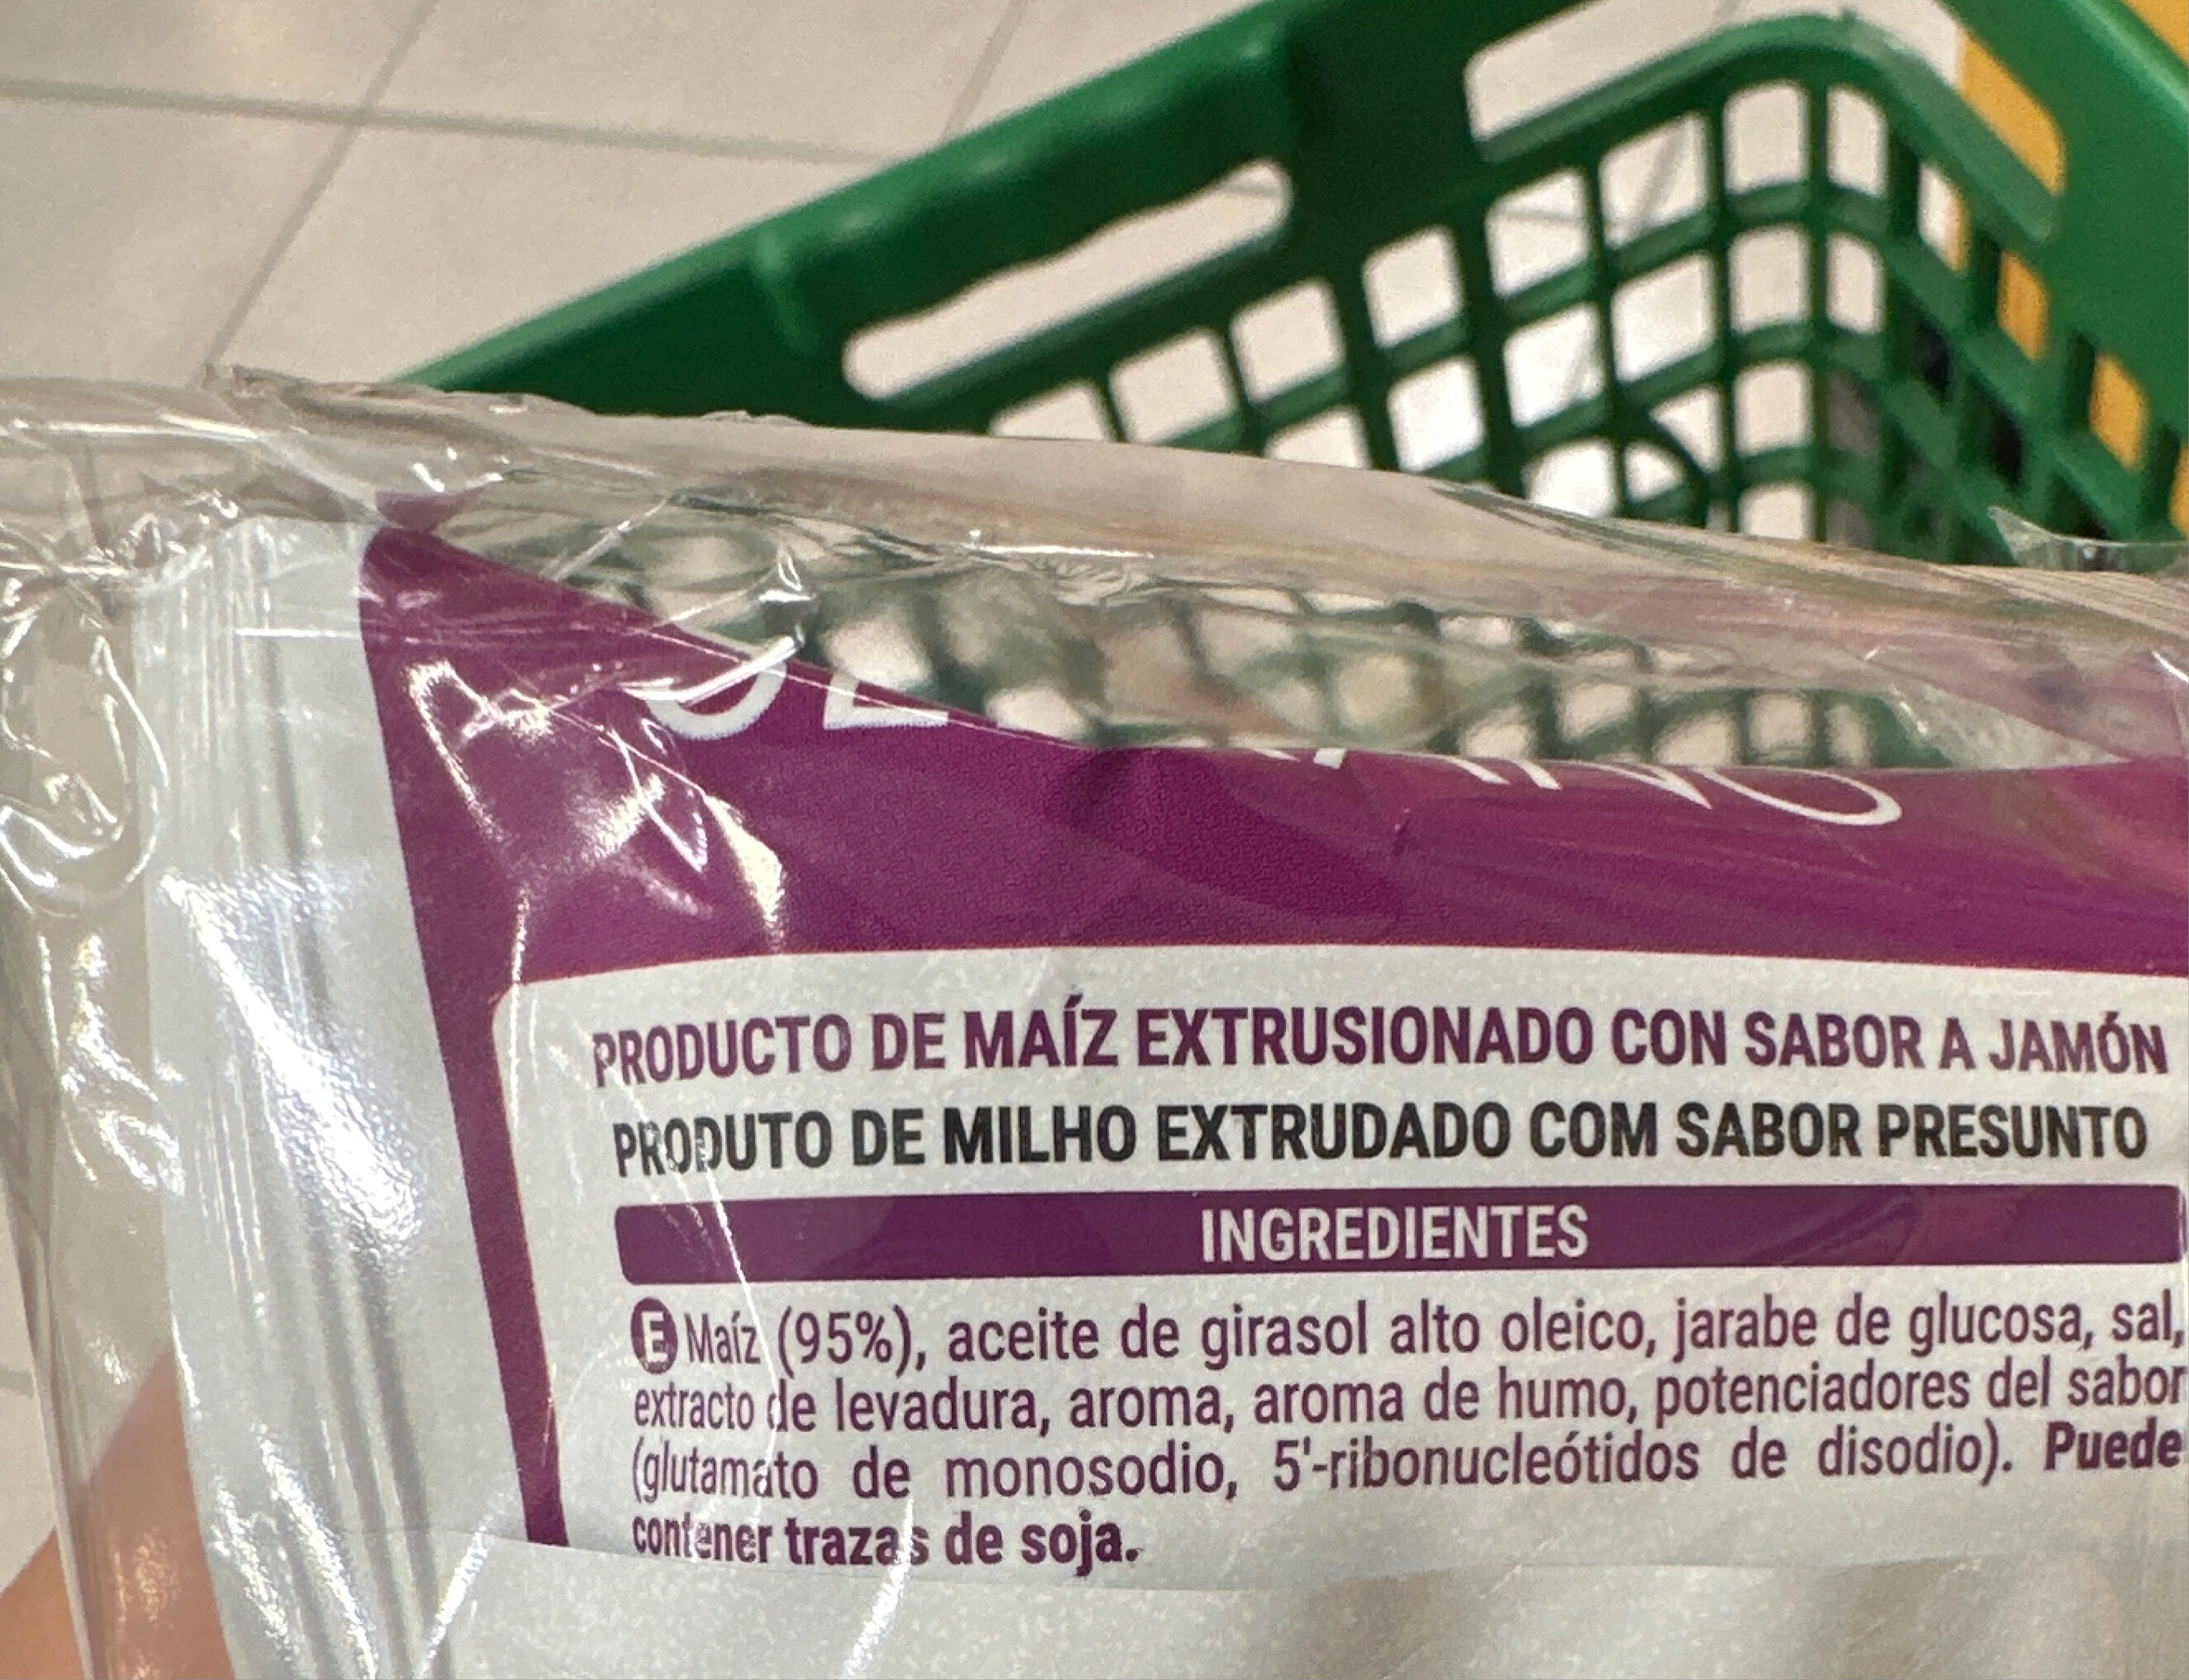 PRODUCTO DE MAÍZ EXTRUSIONADO CON SABOR A JAMÓN
PRODUTO DE MILHO EXTRUDADO COM SABOR PRESUNTO
INGREDIENTES
E Maíz (95%), aceite de girasol alto oleico, jarabe de glucosa, sal,
extracto de levadura, aroma, aroma de humo, potenciadores del sabor
(glutamato de monosodio, 5'-ribonucleótidos de disodio). Puede
contener trazas de soja.